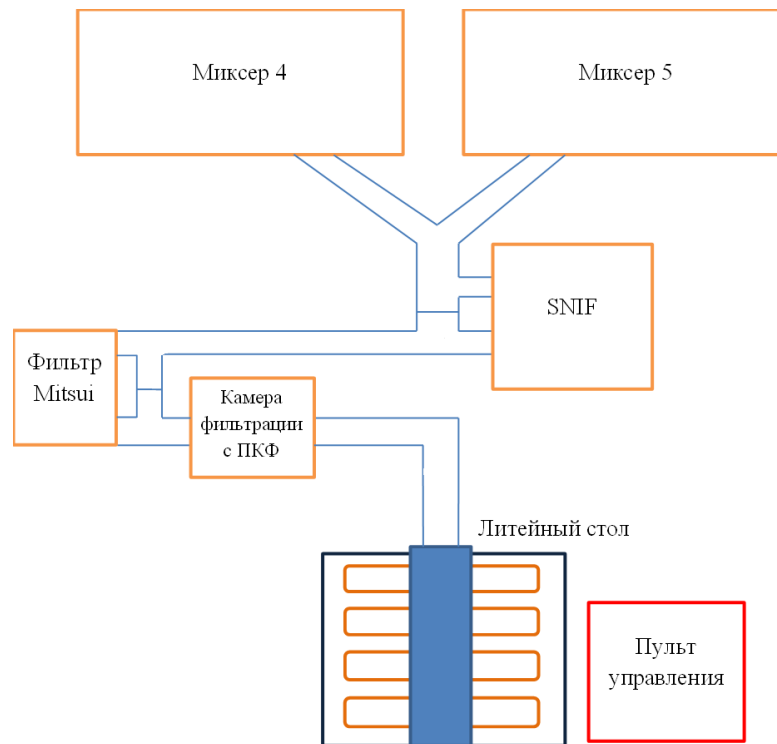 Миксер 4
Миксер 5
SNIF
Фильтр
Mitsui
Камера
фильтрации
с ПКФ
Литейный стол
Пульт
управления